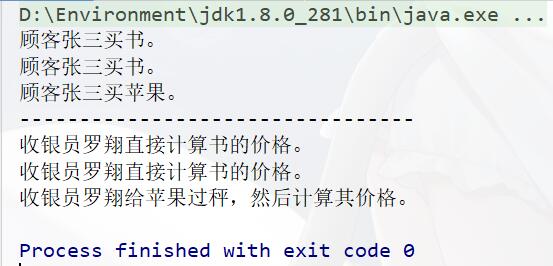 D:\Environment\jdk1.8.0_281\bin\java.exe ...
顾客张三买书。
顾客张三买书。
顾客张三买苹果。
---------------------------------
收银员罗翔直接计算书的价格。
收银员罗翔直接计算书的价格。
收银员罗翔给苹果过秤，然后计算其价格。
Process finished with exit code 0